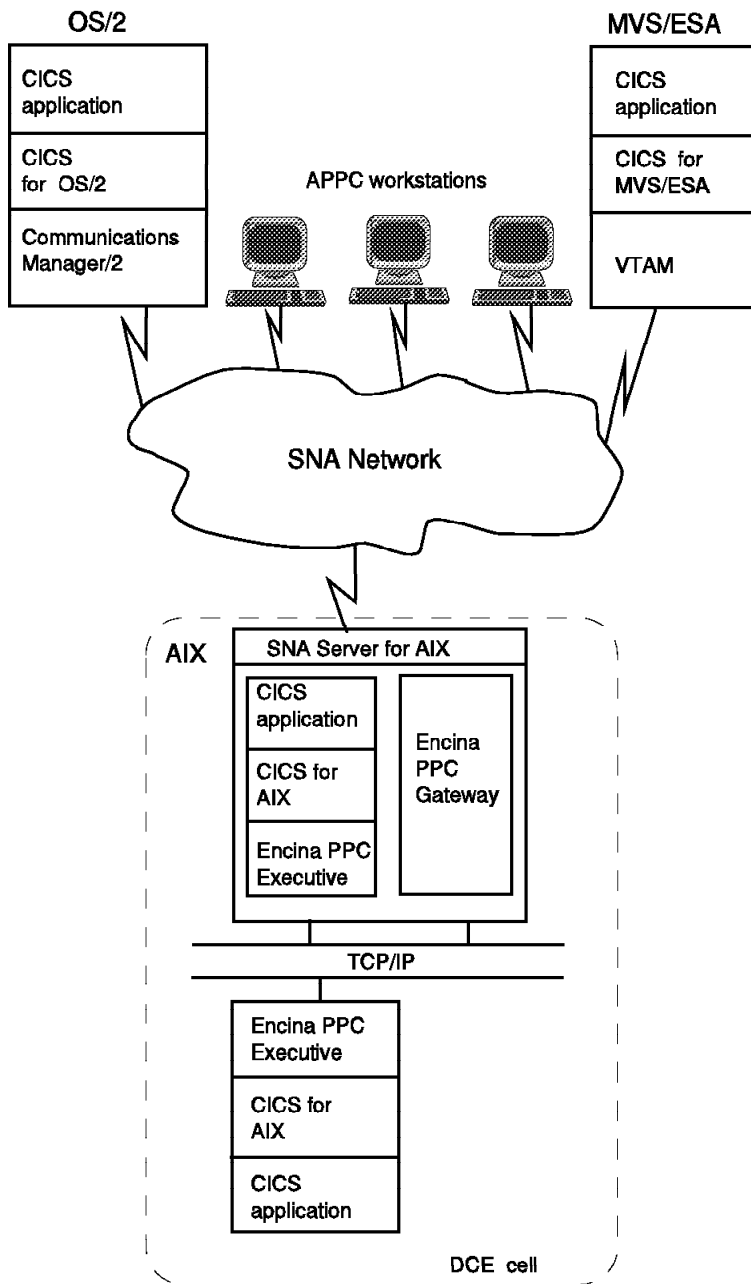 OS/2
CICS
application
CICS
for OS/2
Communications
Manager/2
APPC workstations
MVS/ESA
CICS
application
CICS for
MVS/ESA
VTAM
SNA Network
AIX
SNA Server for AIX
CICS
application
CICS for
AIX
Encina PPC
Executive
Encina
PPC
Gateway
TCP/IP
Encina PPC
Executive
CICS for
AIX
CICS
application
DCE cell